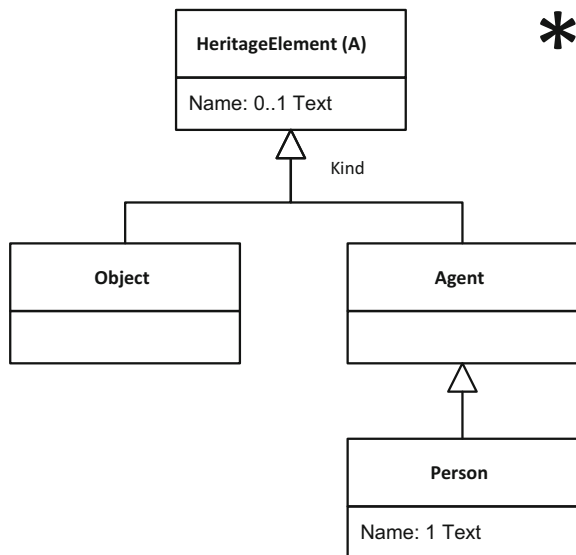 HeritageElement (A)
*
Name: 0..1 Text
Kind
Object
Agent
Person
Name: 1 Text